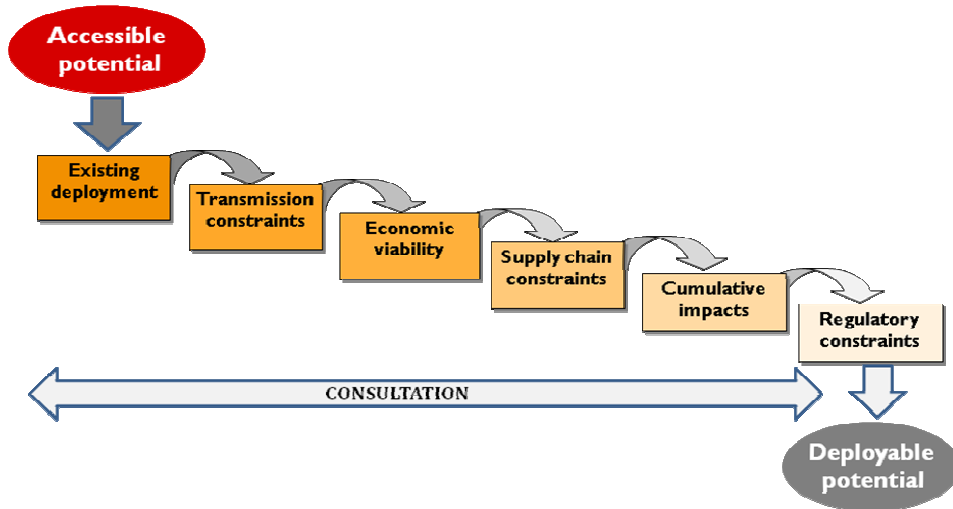 Accessible
potential
Existing
deployment
Transmission
constraints
Economic
viability
Supply chain
constraints
Cumulative
impacts
Regulatory
constraints
CONSULTATION
Deployable
potential